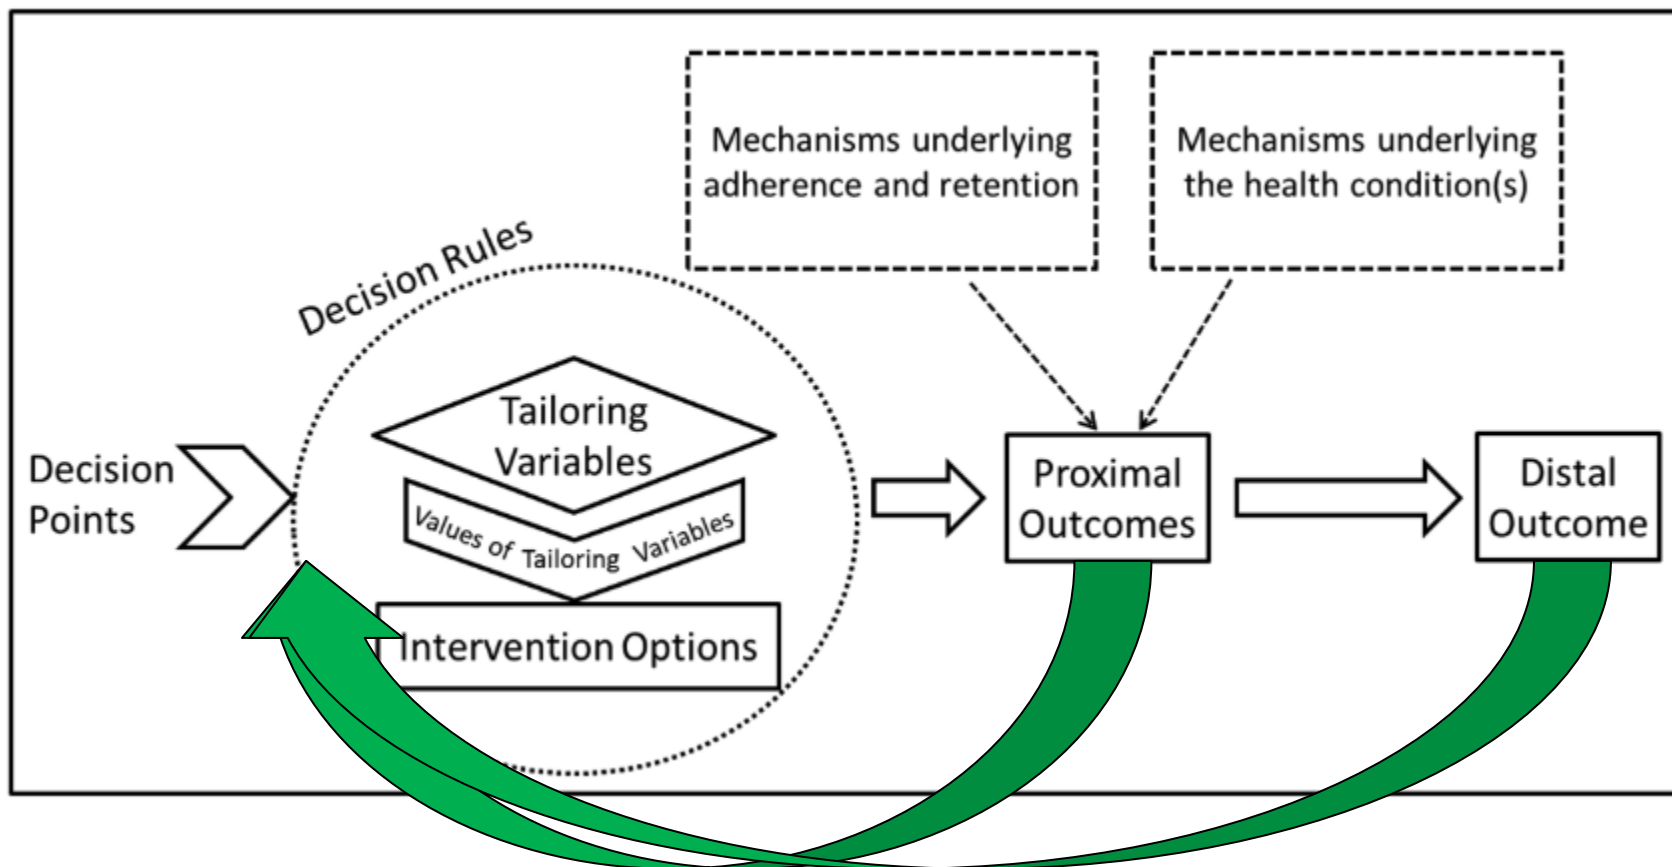 Mechanisms underlying
adherence and retention
Mechanisms underlying
the health condition(s)
Decision Rules
Decision
Points
Tailoring
Variables
Values of Tailoring Variables
Intervention Options
Proximal
Outcomes
Distal
Outcome